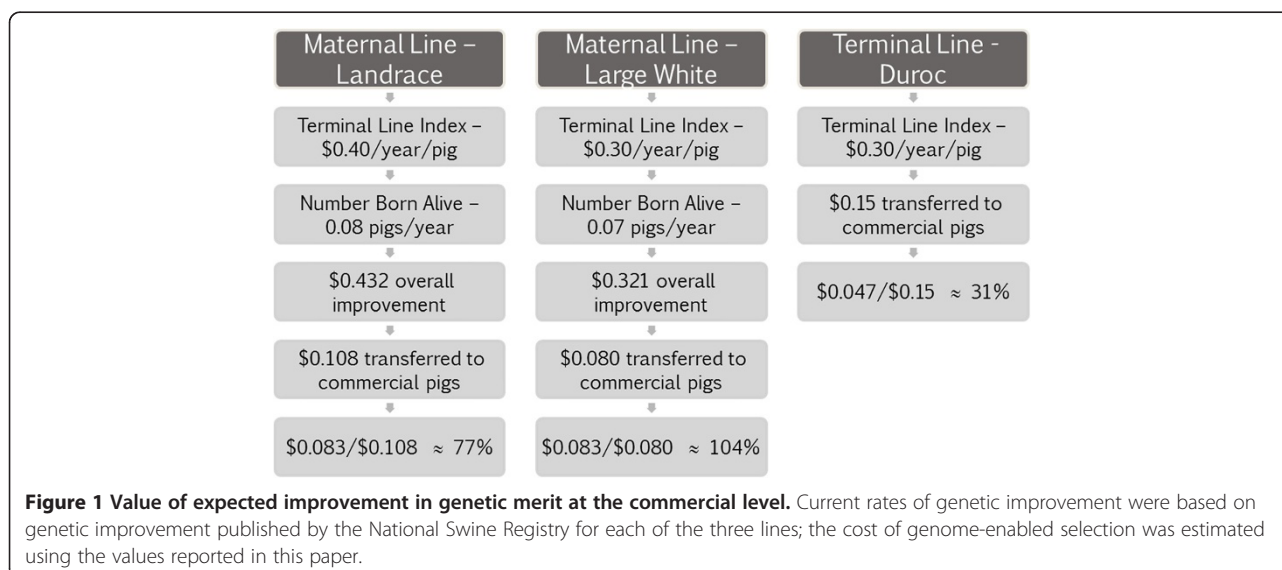 Maternal Line –
Landrace
Terminal Line Index –
$0.40/year/pig
Number Born Alive –
0.08 pigs/year
$0.432 overall
improvement
$0.108 transferred to
commercial pigs
$0.083/$0.108 ≈ 77%
Maternal Line –
Large White
Terminal Line Index –
$0.30/year/pig
Number Born Alive –
0.07 pigs/year
$0.321 overall
improvement
$0.080 transferred to
commercial pigs
$0.083/$0.080 ≈ 104%
Terminal Line -
Duroc
Terminal Line Index –
$0.30/year/pig
$0.15 transferred to
commercial pigs
$0.047/$0.15 ≈ 31%
Figure 1 Value of expected improvement in genetic merit at the commercial level. Current rates of genetic improvement were based on
genetic improvement published by the National Swine Registry for each of the three lines; the cost of genome-enabled selection was estimated
using the values reported in this paper.